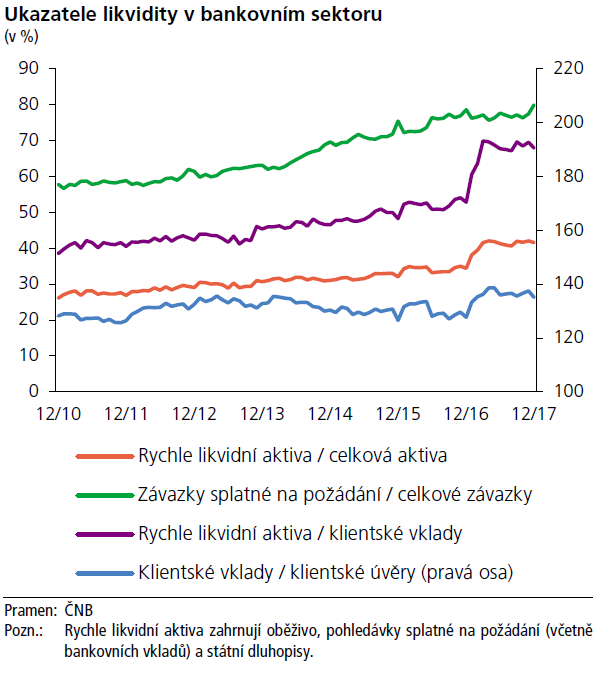 Ukazatele likvidity v bankovním sektoru
(v %)
90 220
80 200
70 180
60
50 160
40
30 140
20 120
10
0 100
12/10 12/11 12/12 12/13 12/14 12/15 12/16 12/17
Rychle likvidní aktiva / celková aktiva
Závazky splatné na požádání / celkové závazky
Rychle likvidní aktiva / klientské vklady
Klientské vklady / klientské úvěry (pravá osa)
Pramen: ČNB
Pozn.: Rychle likvidní aktiva zahrnují oběživo, pohledávky splatné na požádání (včetně
bankovních vkladů) a státní dluhopisy.